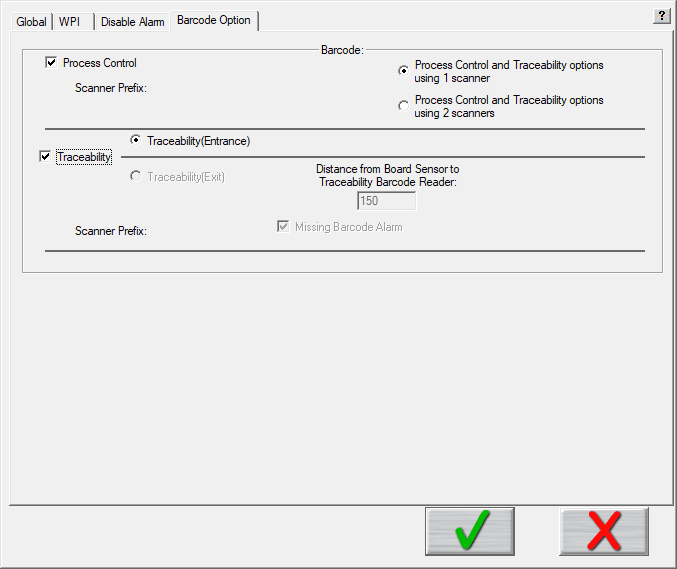 Global
WPI
Disable Alarm
Barcode Option
?
Barcode:
Process Control
Scanner Prefix:
Process Control and Traceability options
using 1 scanner
Process Control and Traceability options
using 2 scanners
Traceability(Entrance)
Traceability
Traceability(Exit)
Distance from Board Sensor to
Traceability Barcode Reader:
150
Scanner Prefix:
Missing Barcode Alarm